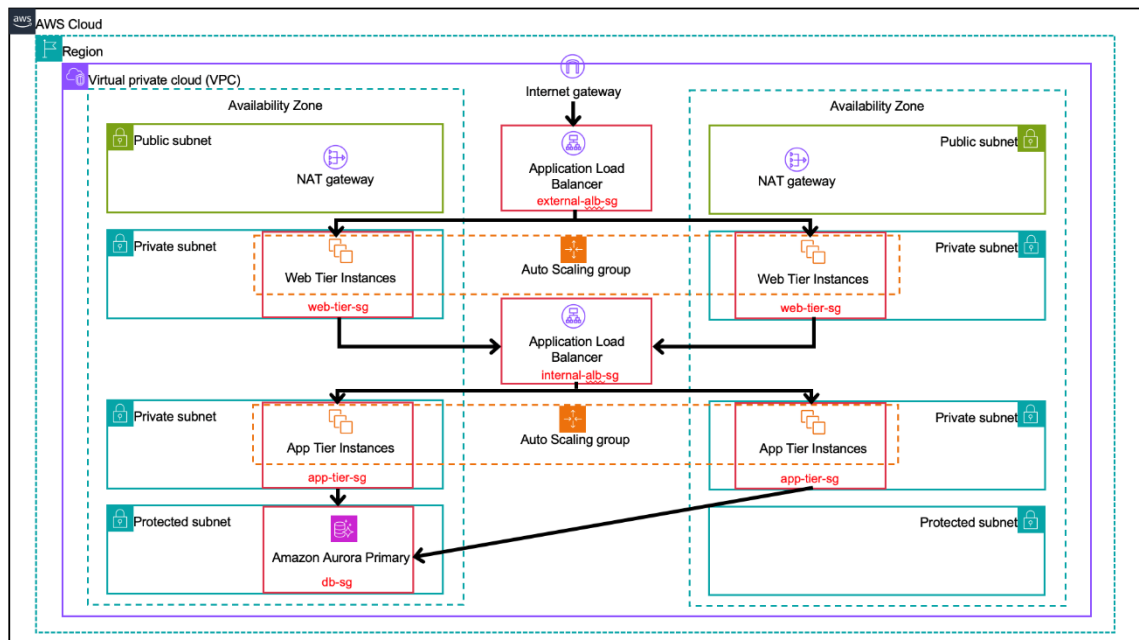 aws
AWS Cloud
Region
Virtual private cloud (VPC)
Internet gateway
Availability Zone
Availability Zone
Public subnet
NAT gateway
Application Load
Balancer
external-alb-sg
Public subnet
NAT gateway
Private subnet
Web Tier Instances
web-tier-sg
Auto Scaling group
Private subnet
Web Tier Instances
web-tier-sg
Application Load
Balancer
internal-alb-sg
Private subnet
App Tier Instances
app-tier-sg
Auto Scaling group
Private subnet
App Tier Instances
app-tier-sg
Protected subnet
Amazon Aurora Primary
db-sg
Protected subnet